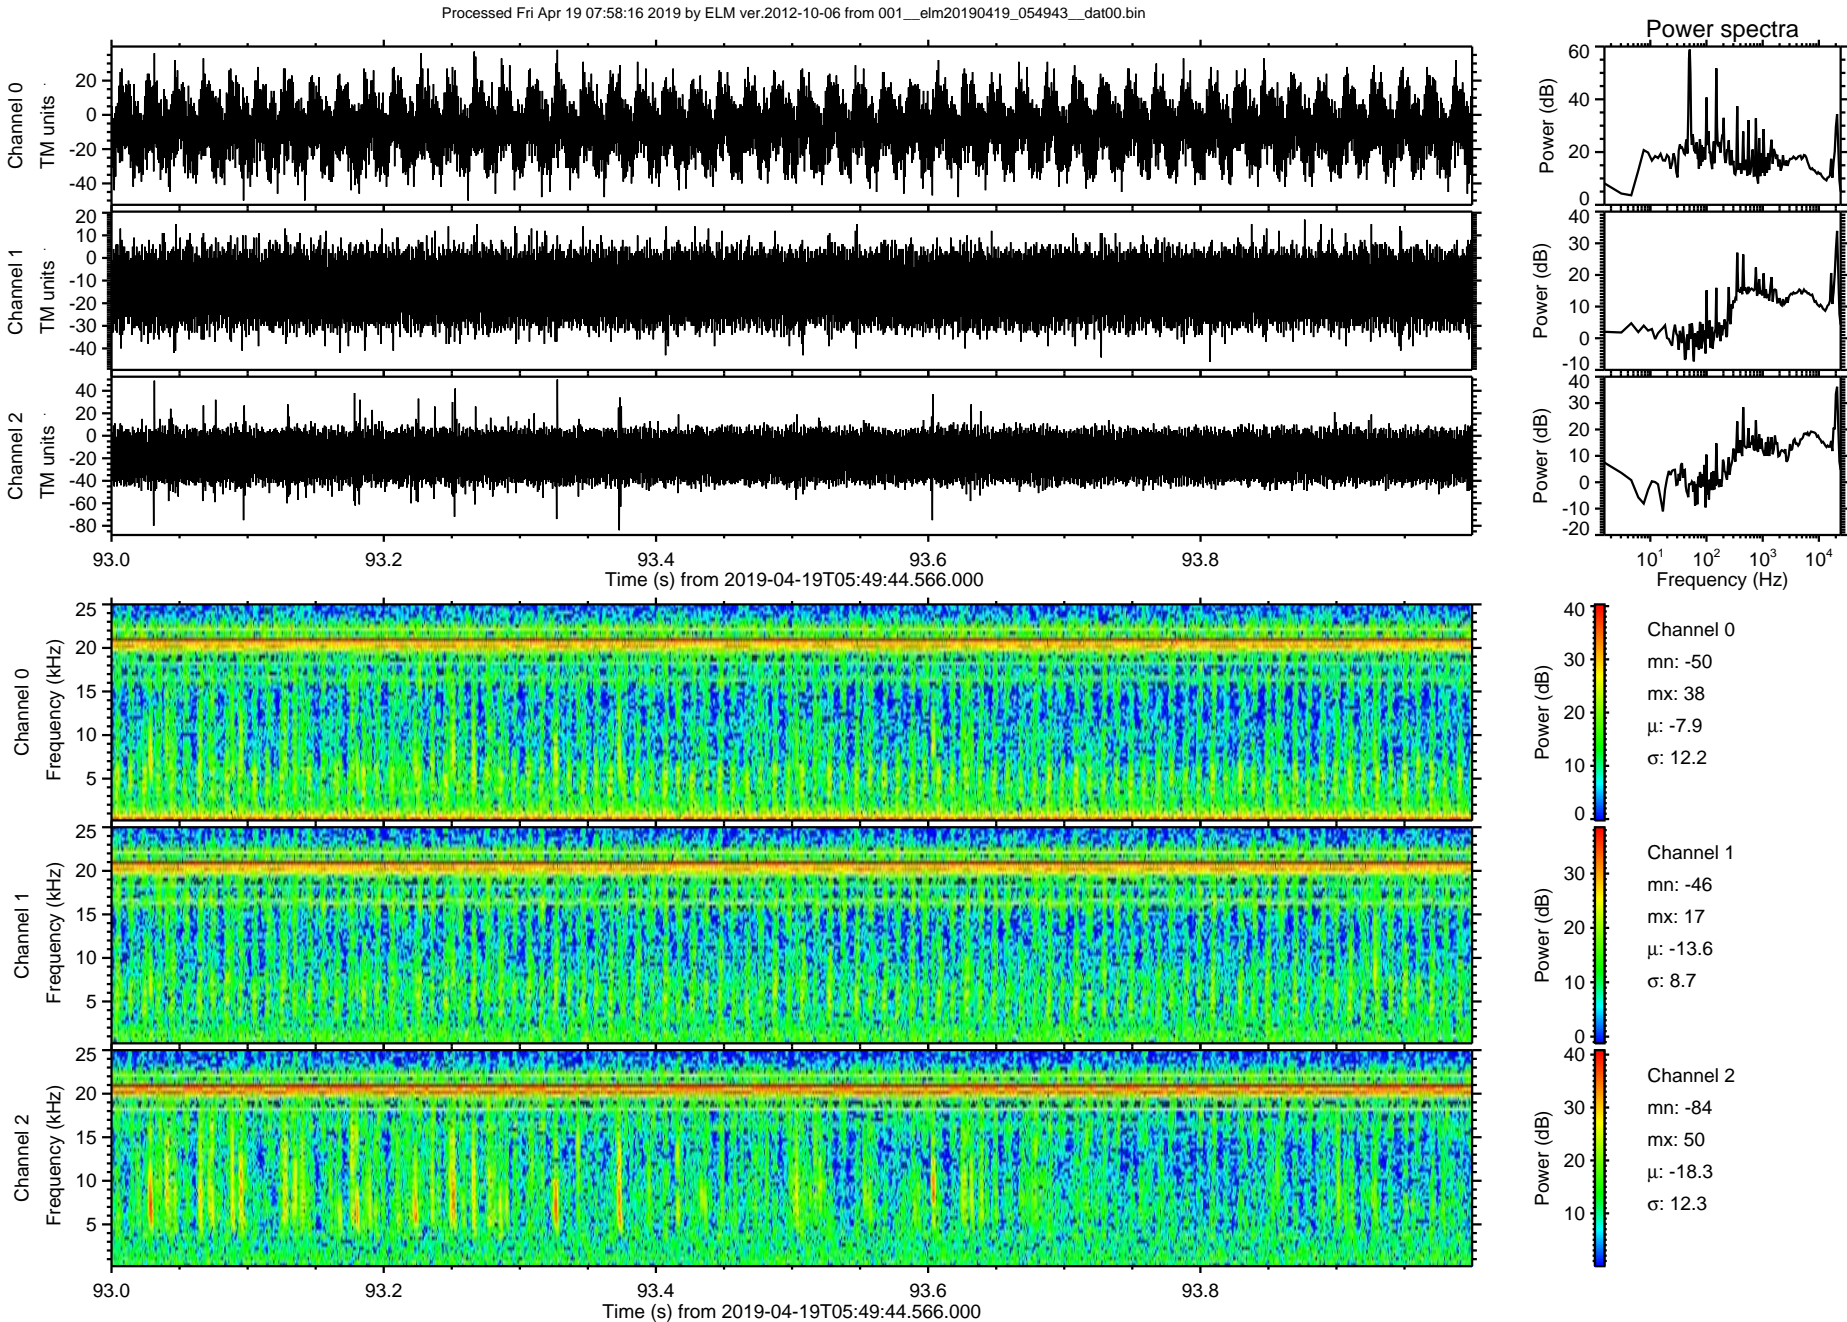 Processed Fri Apr 19 07:58:16 2019 by ELM ver.2012-10-06 from 001__elm20190419_054943__dat00.bin
Power spectra
Channel 0
TM units
20
0
-20
-40
Power (dB)
60
40
20
0
Channel 1
TM units
20
10
0
-10
-20
-30
-40
Power (dB)
40
30
20
10
0
-10
Channel 2
TM units
40
20
0
-20
-40
-60
-80
Power (dB)
40
30
20
10
0
-10
-20
93.0
93.2
93.4
93.6
93.8
Time (s) from 2019-04-19T05:49:44.566.000
10^1
10^2
10^3
10^4
Frequency (Hz)
Channel 0
Frequency (kHz)
25
20
15
10
5
Power (dB)
40
30
20
10
0
Channel 0
mn: -50
mx: 38
μ: -7.9
σ: 12.2
Channel 1
Frequency (kHz)
25
20
15
10
5
Power (dB)
30
20
10
0
Channel 1
mn: -46
mx: 17
μ: -13.6
σ: 8.7
Channel 2
Frequency (kHz)
25
20
15
10
5
Power (dB)
40
30
20
10
Channel 2
mn: -84
mx: 50
μ: -18.3
σ: 12.3
93.0
93.2
93.4
93.6
93.8
Time (s) from 2019-04-19T05:49:44.566.000